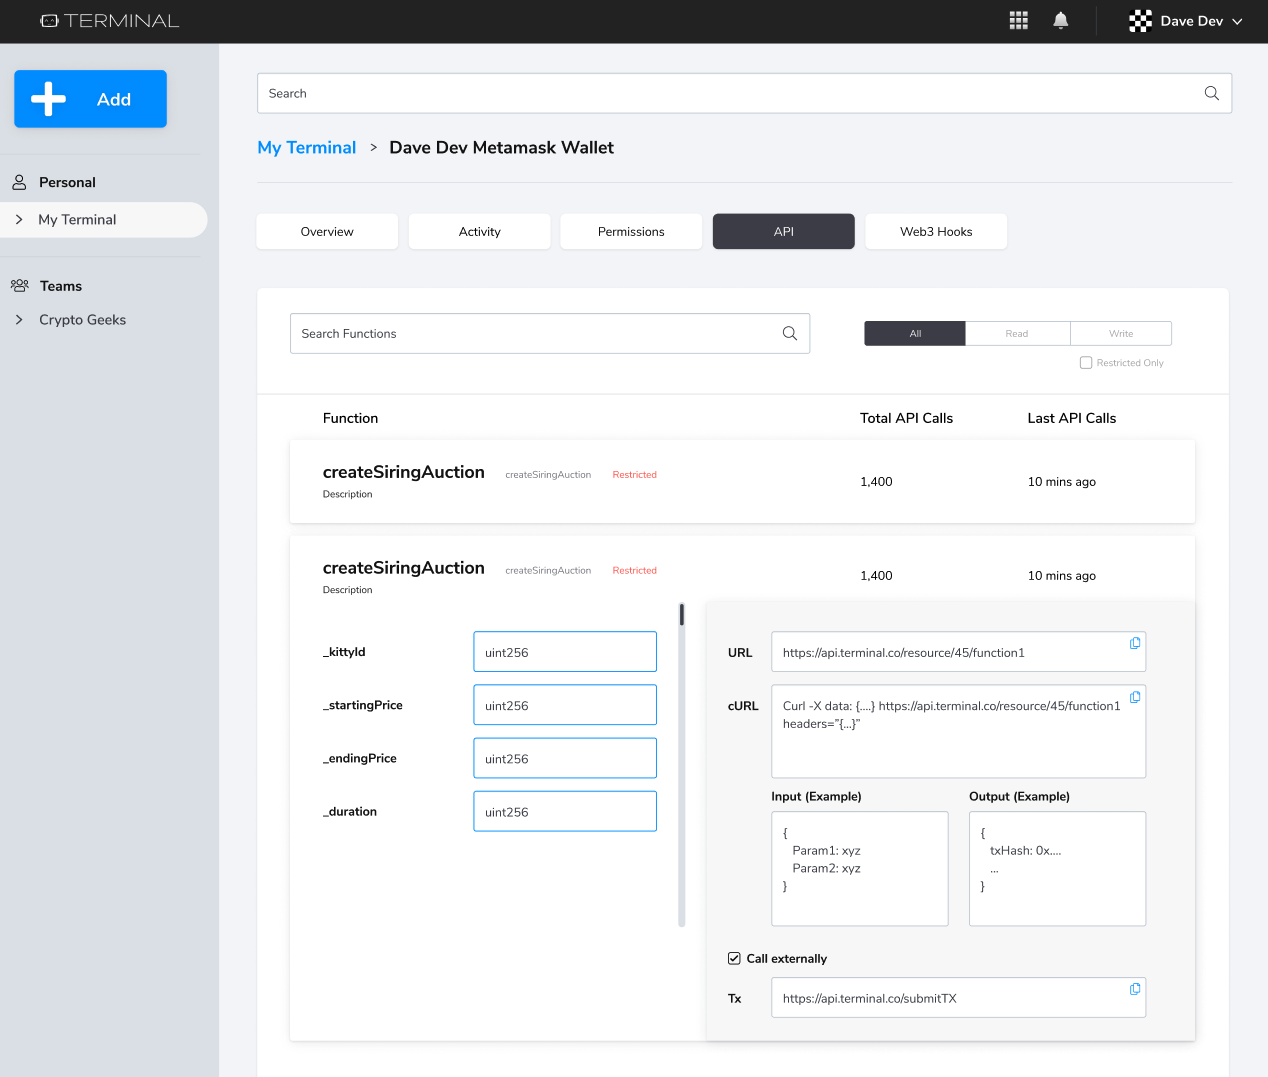 TERMINAL
Dave Dev
Add
Search
My Terminal > Dave Dev Metamask Wallet
Personal
My Terminal
Teams
Crypto Geeks
Overview
Activity
Permissions
API
Web3 Hooks
Search Functions
All
Read
Write
Restricted Only
Function
Total API Calls
Last API Calls
createSiringAuction
createSiringAuction
Restricted
Description
1,400
10 mins ago
createSiringAuction
createSiringAuction
Restricted
Description
1,400
10 mins ago
_kittyId
uint256
_startingPrice
uint256
_endingPrice
uint256
_duration
uint256
URL
https://api.terminal.co/resource/45/function1
cURL
Curl -X data: {....} https://api.terminal.co/resource/45/function1
headers="{...}"
Input (Example)
{
Param1: xyz
Param2: xyz
}
Output (Example)
{
txHash: 0x....
...
}
Call externally
Tx
https://api.terminal.co/submitTX